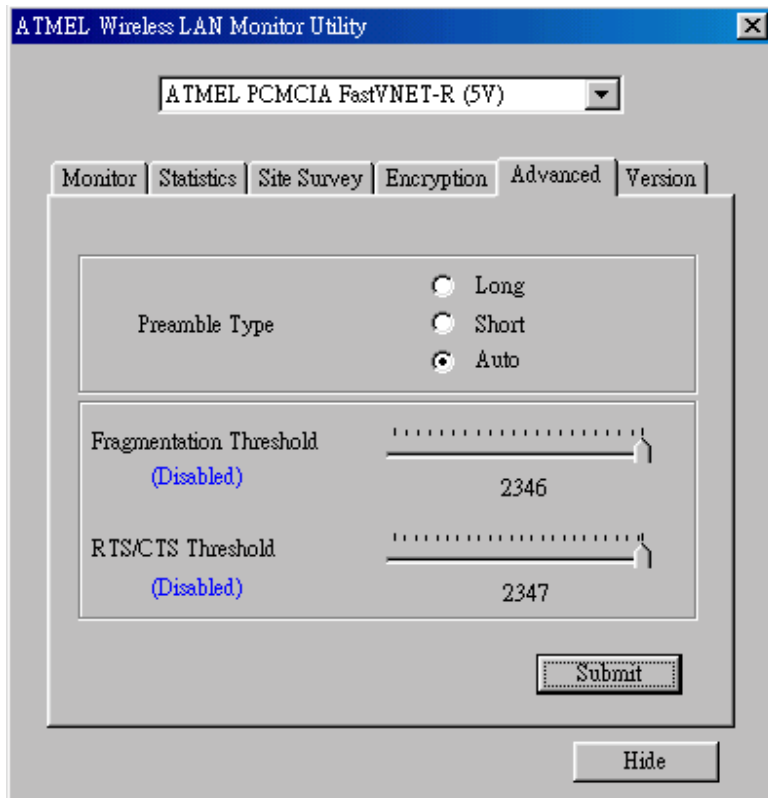 ATMEL Wireless LAN Monitor Utility
ATMEL PCMCIA FastVNET-R (5V)
Monitor Statistics Site Survey Encryption Advanced Version
Preamble Type
Long
Short
Auto
Fragmentation Threshold
(Disabled)
2346
RTS/CTS Threshold
(Disabled)
2347
Submit
Hide